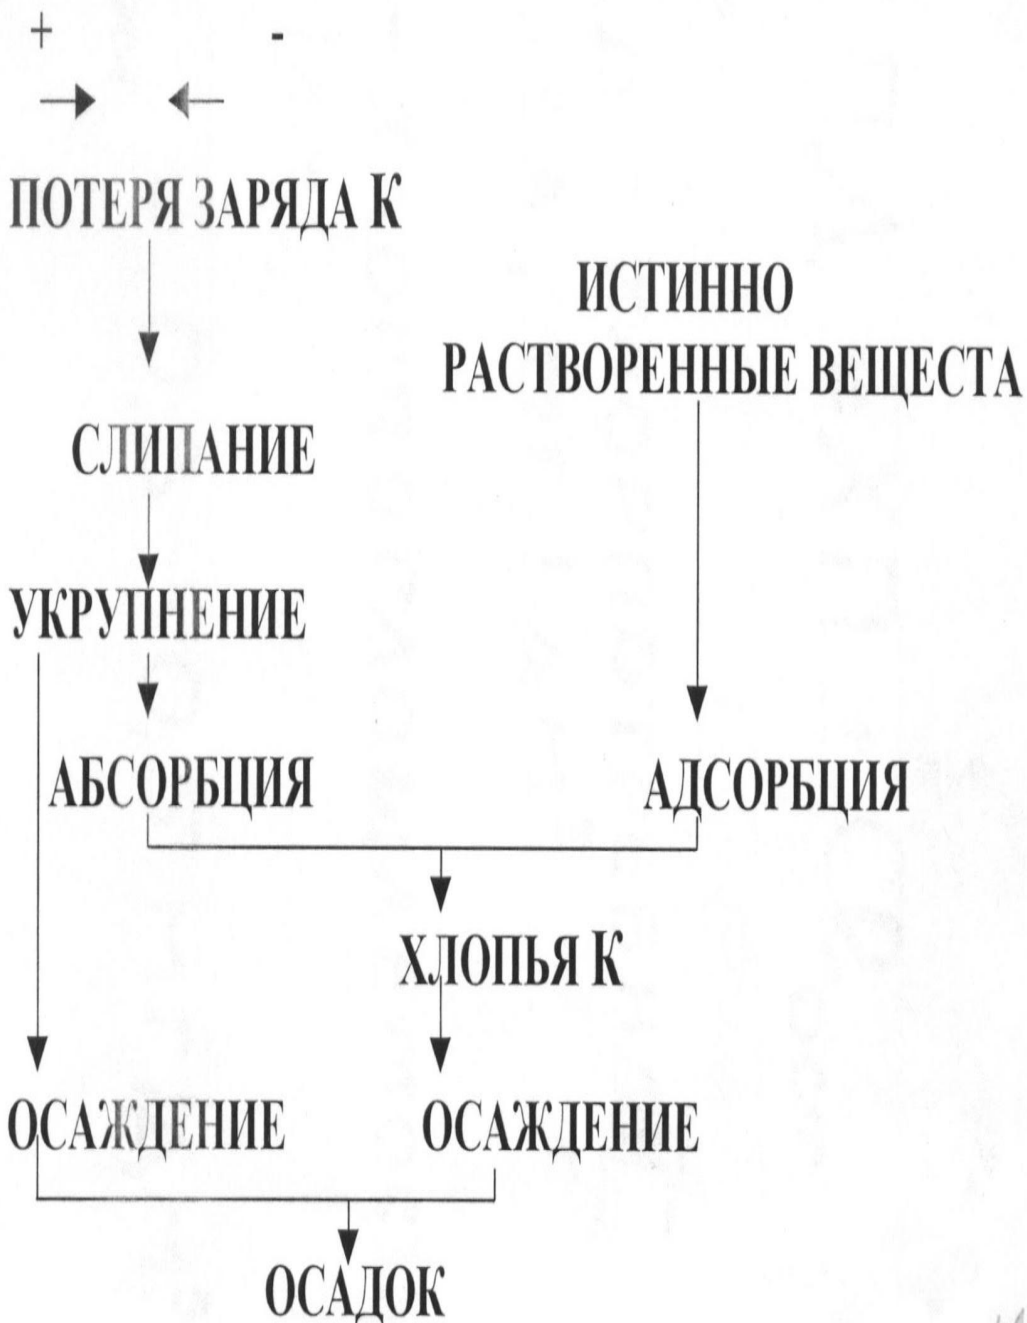 + -
ПОТЕРЯ ЗАРЯДА К
ИСТИННО
РАСТВОРЕННЫЕ ВЕЩЕСТА
СЛИПАНИЕ
УКРУПНЕНИЕ
АБСОРБЦИЯ
АДСОРБЦИЯ
ХЛОПЬЯ К
ОСАЖДЕНИЕ
ОСАЖДЕНИЕ
ОСАДОК